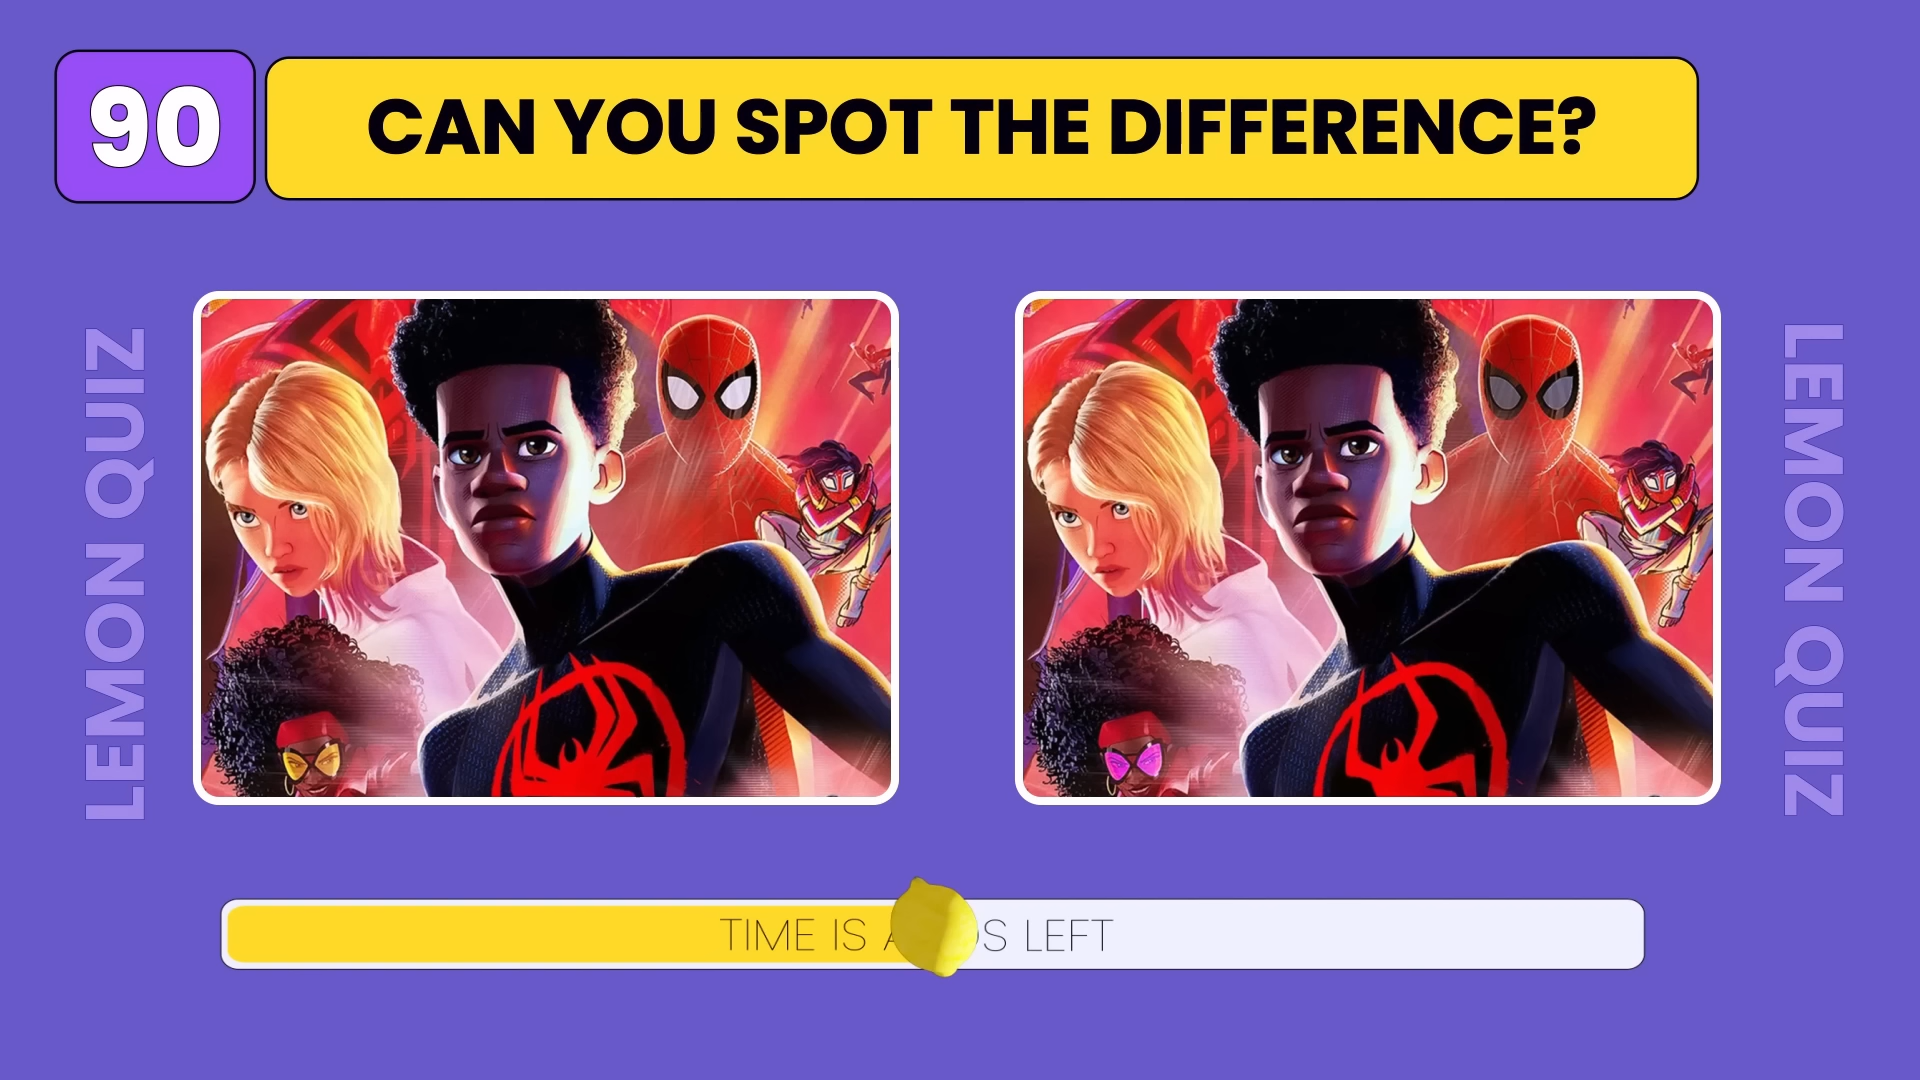 90
CAN YOU SPOT THE DIFFERENCE?
LEMON QUIZ
LEMON QUIZ
TIME IS LEFT